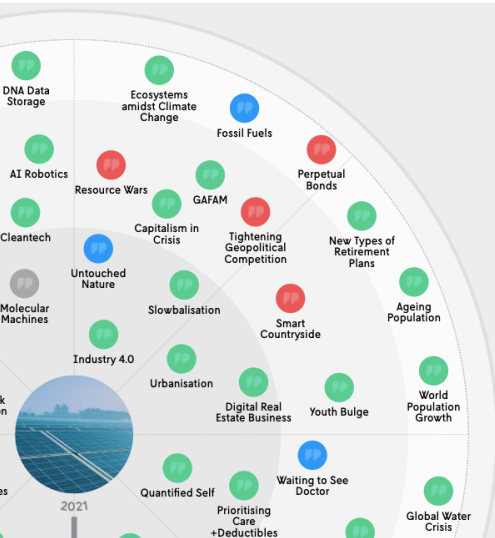 DNA Data
Storage
Ecosystems
amidst Climate
Change
Fossil Fuels
Perpetual
Bonds
AI Robotics
Resource Wars
GAFAM
Capitalism in
Crisis
Tightening
Geopolitical
Competition
New Types of
Retirement
Plans
Cleantech
Untouched
Nature
Molecular
Machines
Slowbalisation
Smart
Countryside
Ageing
Population
Industry 4.0
Urbanisation
Digital Real
Estate Business
Youth Bulge
World
Population
Growth
k
n
Quantified Self
Waiting to See
Doctor
Prioritising
Care
+Deductibles
Global Water
Crisis
es
2021